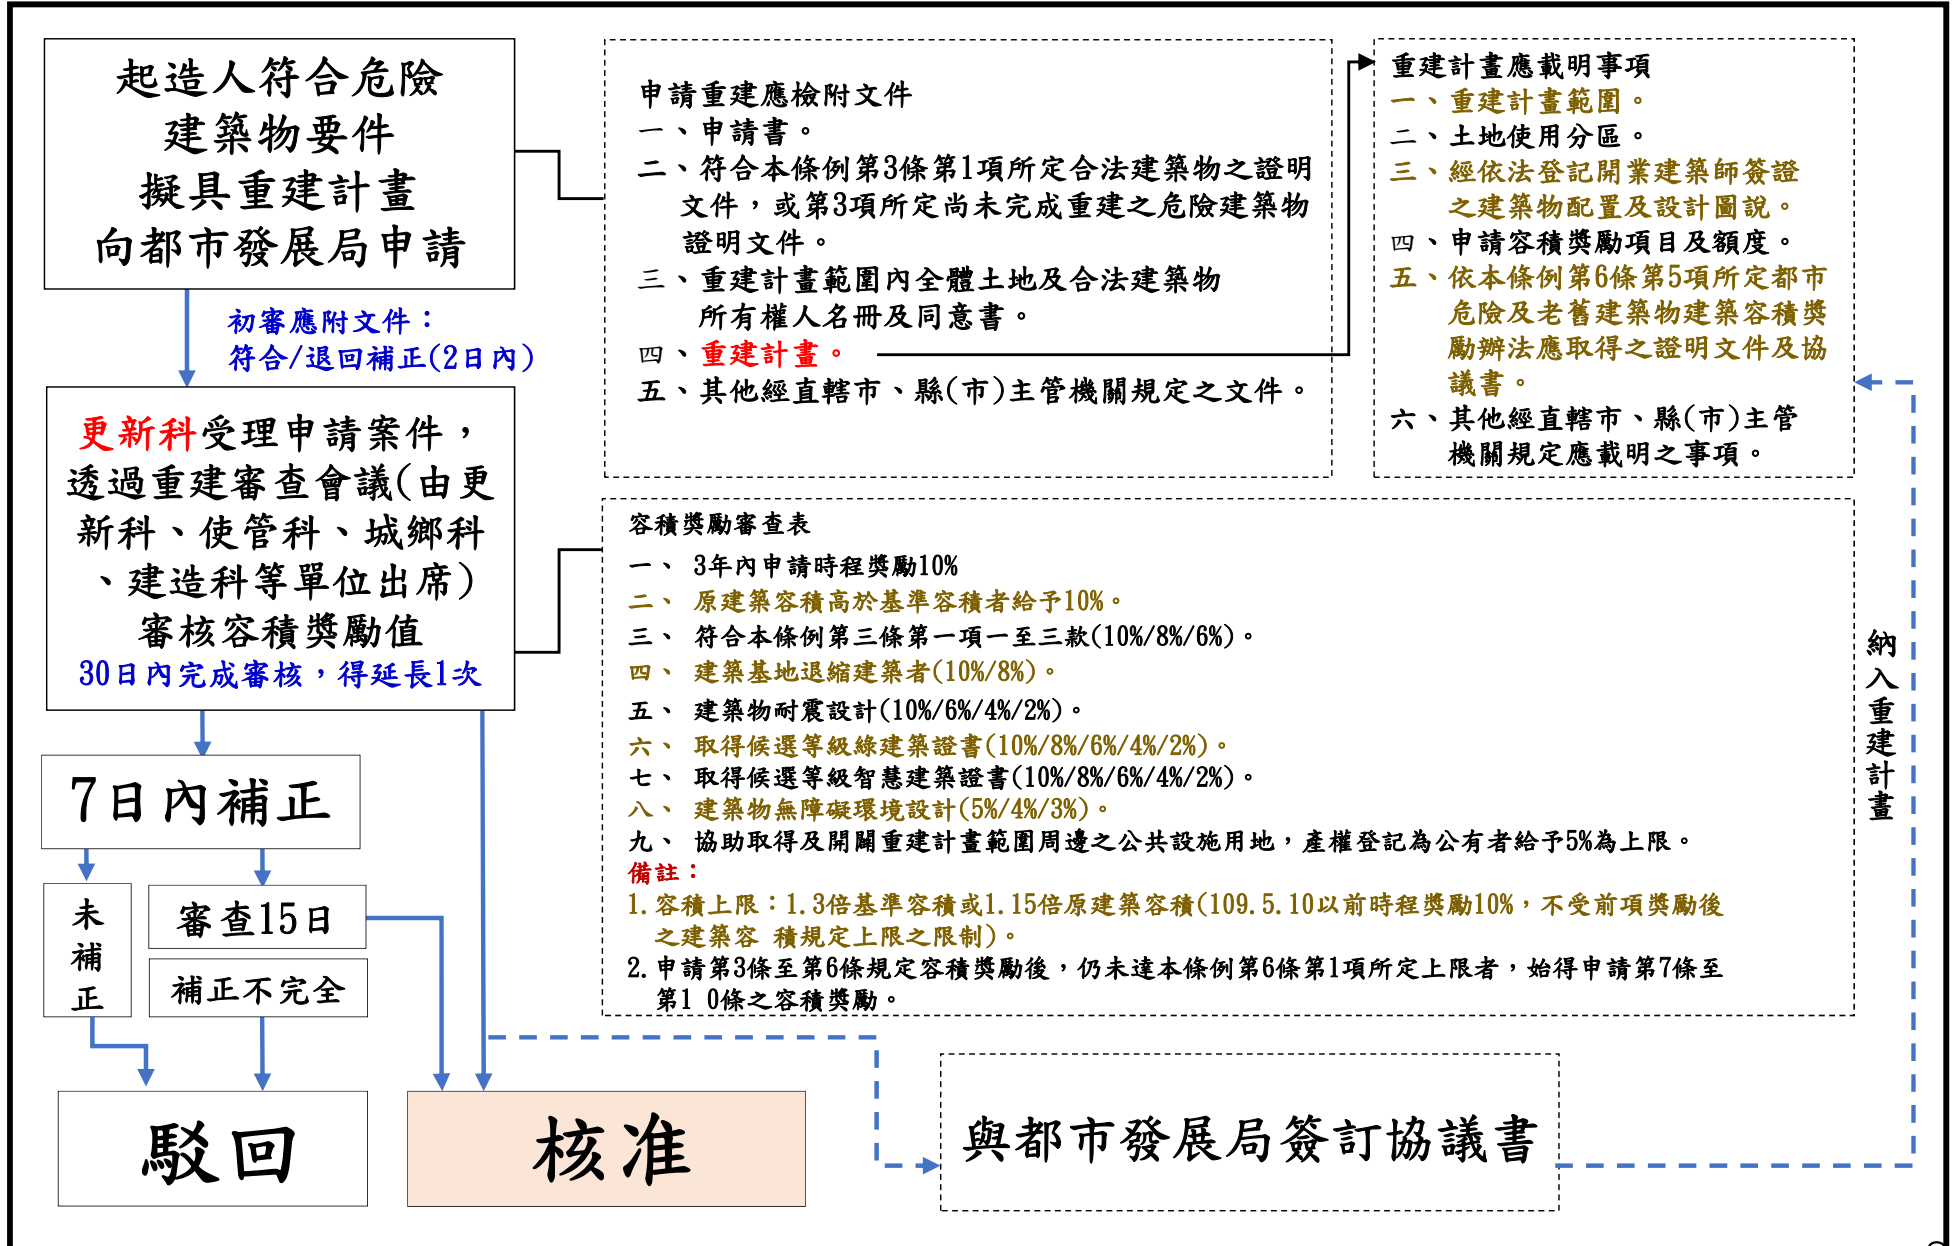 起造人符合危險
建築物要件
擬具重建計畫
向都市發展局申請
初審應附文件：
符合/退回補正(2日內)
更新科受理申請案件，
透過重建審查會議(由更
新科、使管科、城鄉科
、建造科等單位出席)
審核容積獎勵值
30日內完成審核，得延長1次
7日內補正
未
補
正
審查15日
補正不完全
駁回
核准
申請重建應檢附文件
一、申請書。
二、符合本條例第3條第1項所定合法建築物之證明
文件，或第3項所定尚未完成重建之危險建築物
證明文件。
三、重建計畫範圍內全體土地及合法建築物
所有權人名冊及同意書。
四、重建計畫。
五、其他經直轄市、縣(市)主管機關規定之文件。
重建計畫應載明事項
一、重建計畫範圍。
二、土地使用分區。
三、經依法登記開業建築師簽證
之建築物配置及設計圖說。
四、申請容積獎勵項目及額度。
五、依本條例第6條第5項所定都市
危險及老舊建築物建築容積獎
勵辦法應取得之證明文件及協
議書。
六、其他經直轄市、縣(市)主管
機關規定應載明之事項。
容積獎勵審查表
一、 3年內申請時程獎勵10%
二、 原建築容積高於基準容積者給予10%。
三、 符合本條例第三條第一項一至三款(10%/8%/6%)。
四、 建築基地退縮建築者(10%/8%)。
五、 建築物耐震設計(10%/6%/4%/2%)。
六、 取得候選等級綠建築證書(10%/8%/6%/4%/2%)。
七、 取得候選等級智慧建築證書(10%/8%/6%/4%/2%)。
八、 建築物無障礙環境設計(5%/4%/3%)。
九、 協助取得及開闢重建計畫範圍周邊之公共設施用地，產權登記為公有者給予5%為上限。
備註：
1.容積上限：1.3倍基準容積或1.15倍原建築容積(109.5.10以前時程獎勵10%，不受前項獎勵後
之建築容 積規定上限之限制)。
2.申請第3條至第6條規定容積獎勵後，仍未達本條例第6條第1項所定上限者，始得申請第7條至
第1 0條之容積獎勵。
與都市發展局簽訂協議書
納入重建計畫